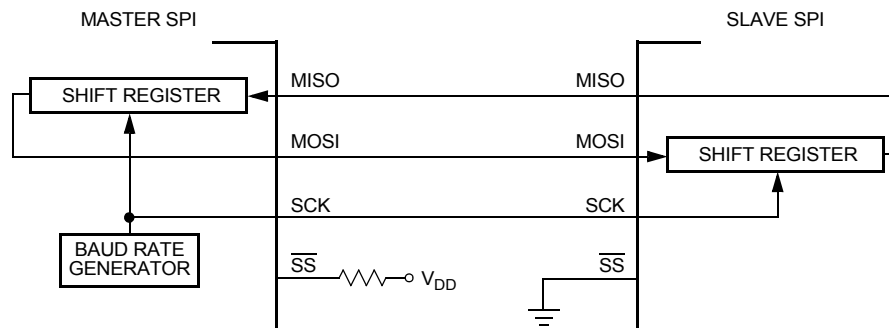 MASTER SPI
SLAVE SPI
MISO
MISO
SHIFT REGISTER
MOSI
MOSI
SHIFT REGISTER
SCK
SCK
BAUD RATE
GENERATOR
SS
VDD
SS